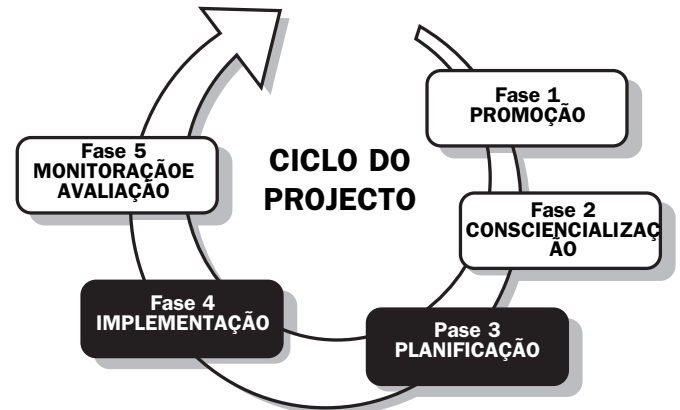 CICLO DO
PROJECTO
Fase 1
PROMOÇÃO
Fase 2
CONSCIENCIALIZAÇ
ÃO
Pase 3
PLANIFICAÇÃO
Fase 4
IMPLEMENTAÇÃO
Fase 5
MONITORAÇÃOE
AVALIAÇÃO